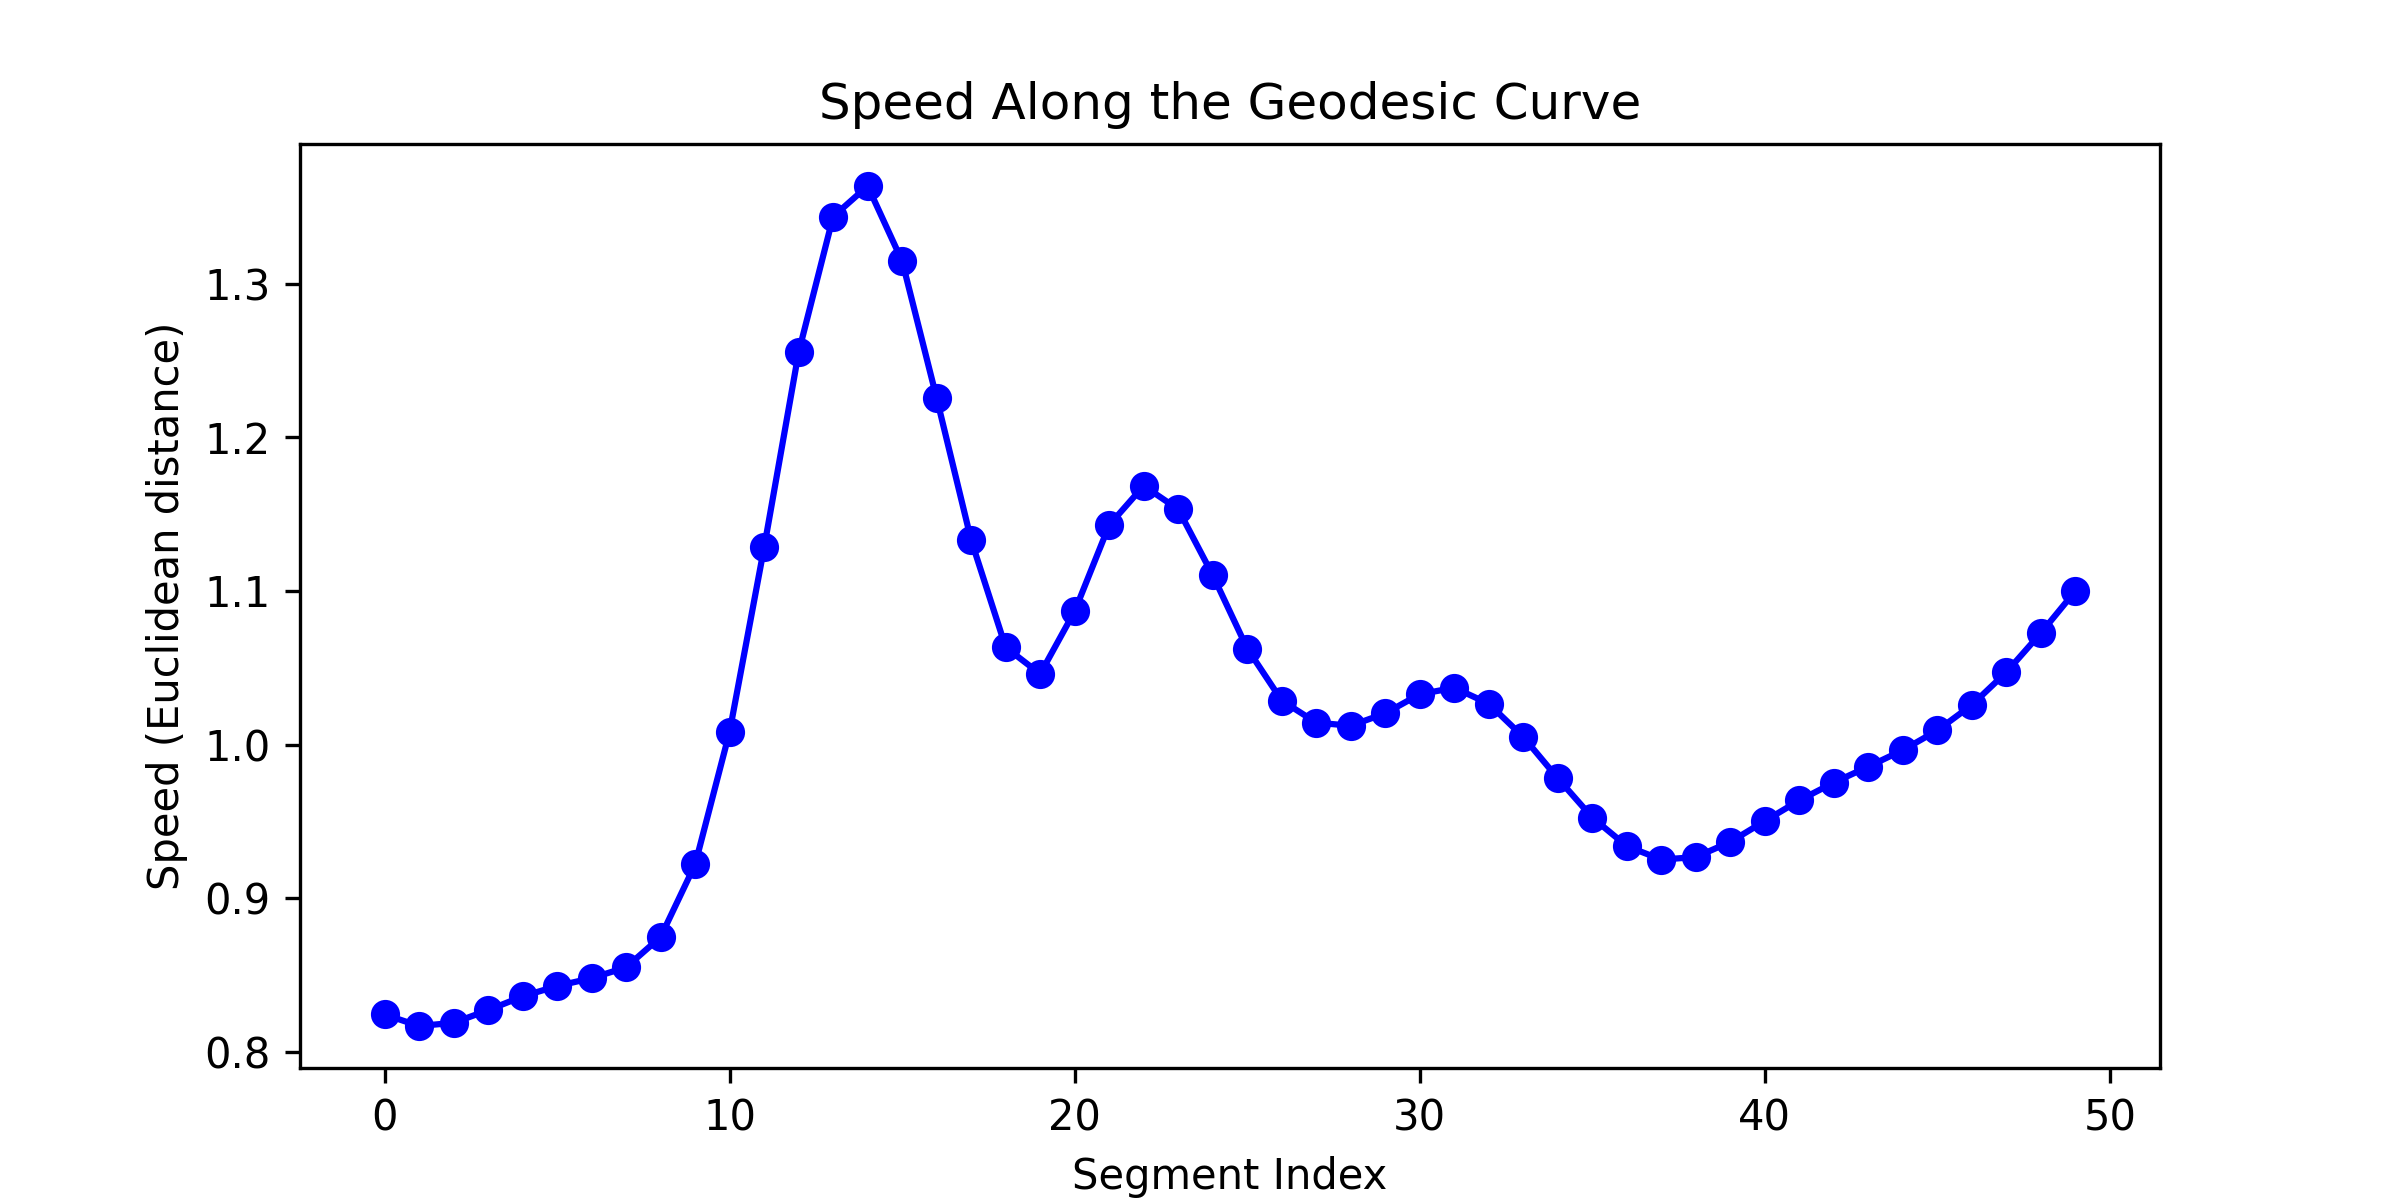 Speed Along the Geodesic Curve
Speed (Euclidean distance)
1.3
1.2
1.1
1.0
0.9
0.8
0 10 20 30 40 50
Segment Index